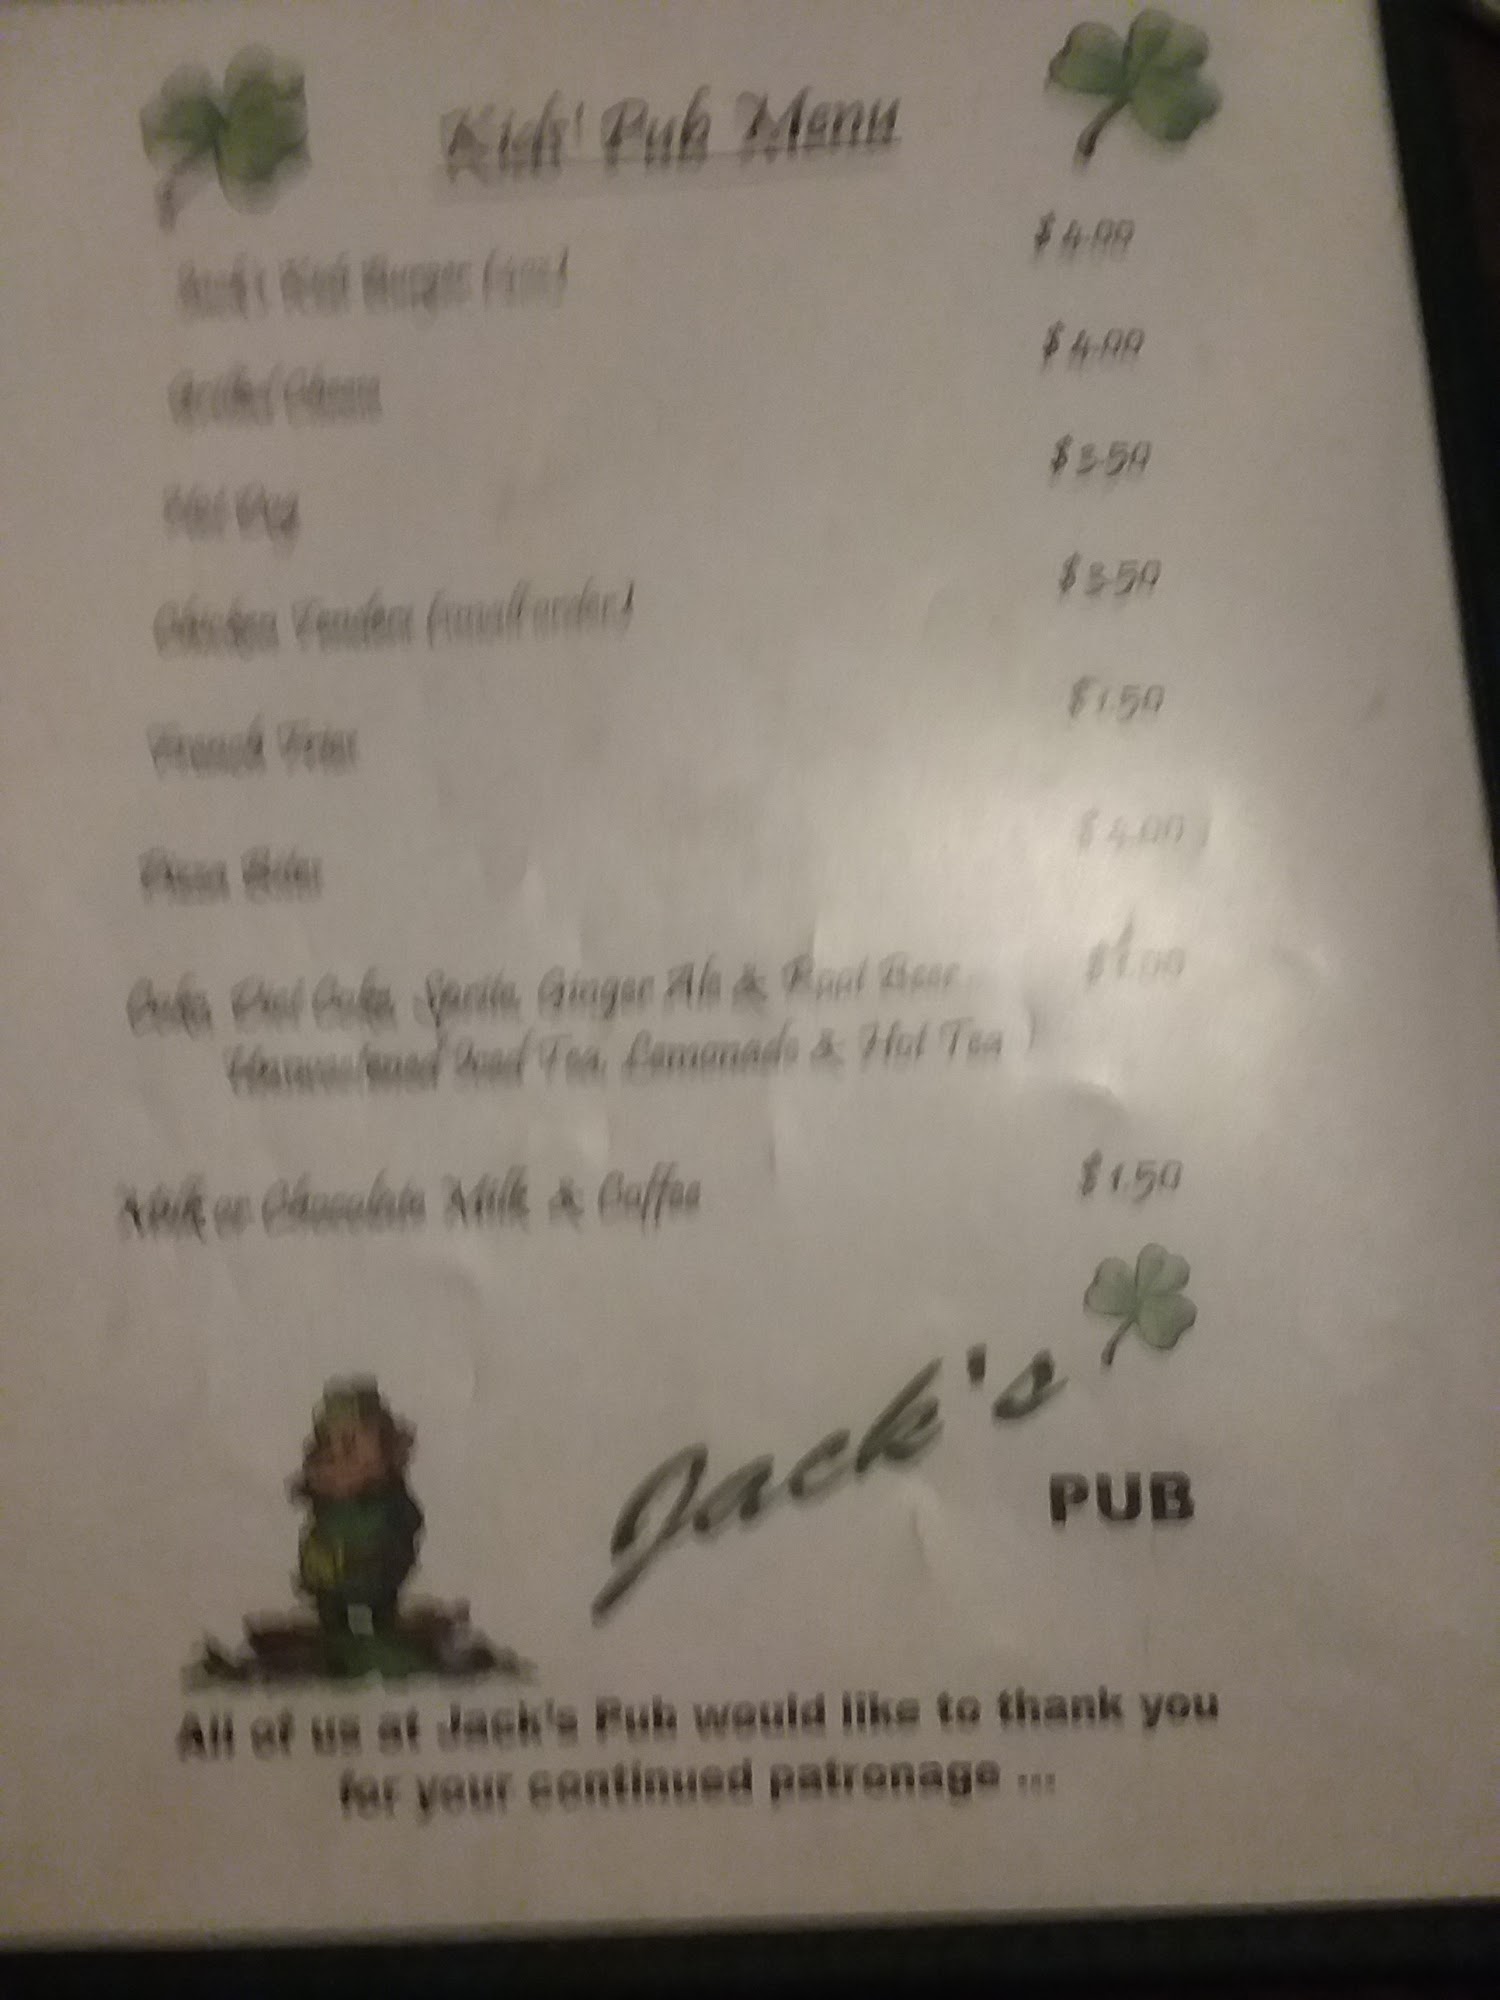 Kids' Pub Menu
Jack's Kid's Burger (4oz) $4.00
Grilled Cheese $4.00
Hot Dog $3.50
Chicken Tenders (small order) $3.50
French Fries $1.50
Pizza Bites $4.00
Coke, Diet Coke, Sprite, Ginger Ale & Root Beer $1.00
Unsweetened Iced Tea, Lemonade & Hot Tea
Milk or Chocolate Milk & Coffee $1.50
Jack's
PUB
All of us at Jack's Pub would like to thank you
for your continued patronage ...